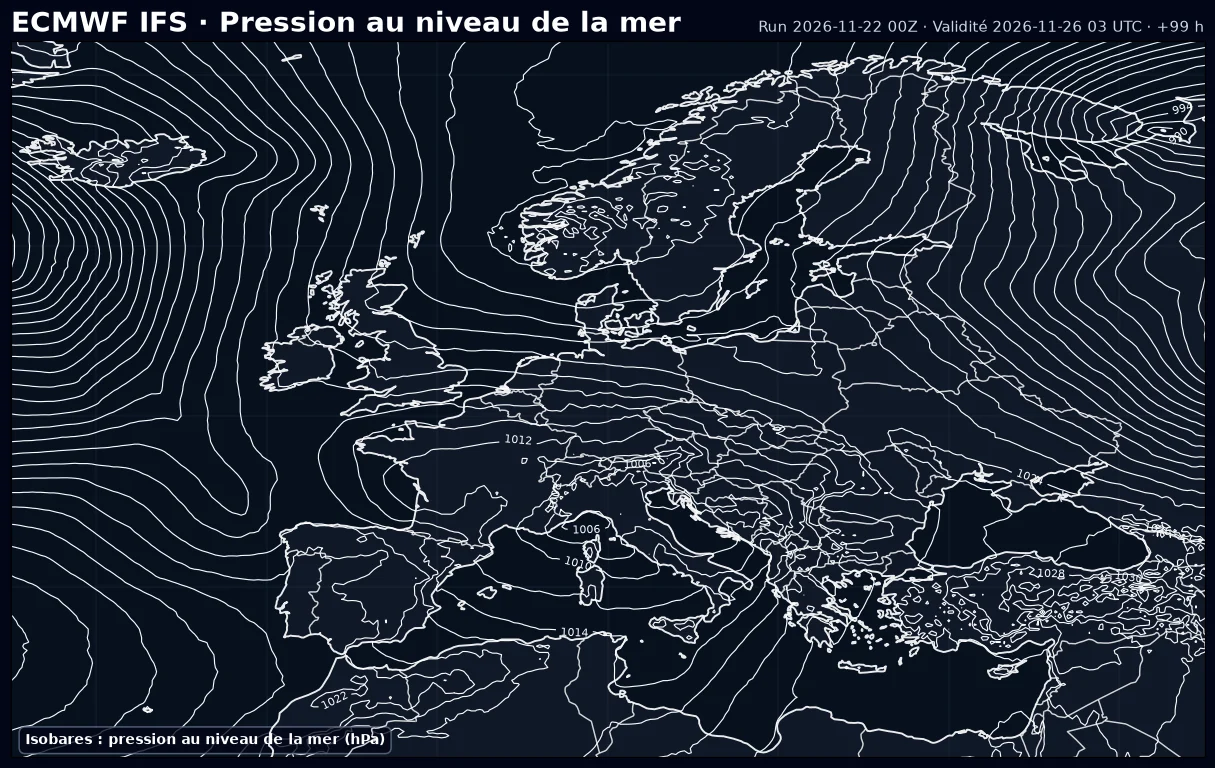 ECMWF IFS · Pression au niveau de la mer
Run 2026-11-22 00Z · Validité 2026-11-26 03 UTC · +99 h
1012
1006
1006
1014
1028
1022
Isobares : pression au niveau de la mer (hPa)